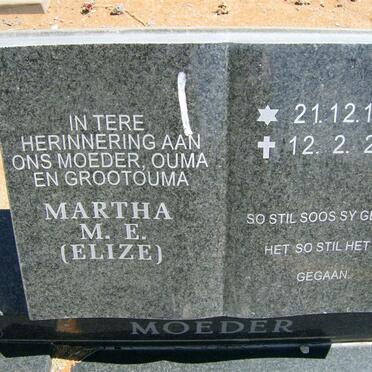 IN TERE
HERINNERING AAN
ONS MOEDER, OUMA
EN GROOTOUMA
MARTHA
M. E.
(ELIZE)
21.12.1
12. 2. 2
SO STIL SOOS SY
HET SO STIL HET
GEGAAN.
MOEDER